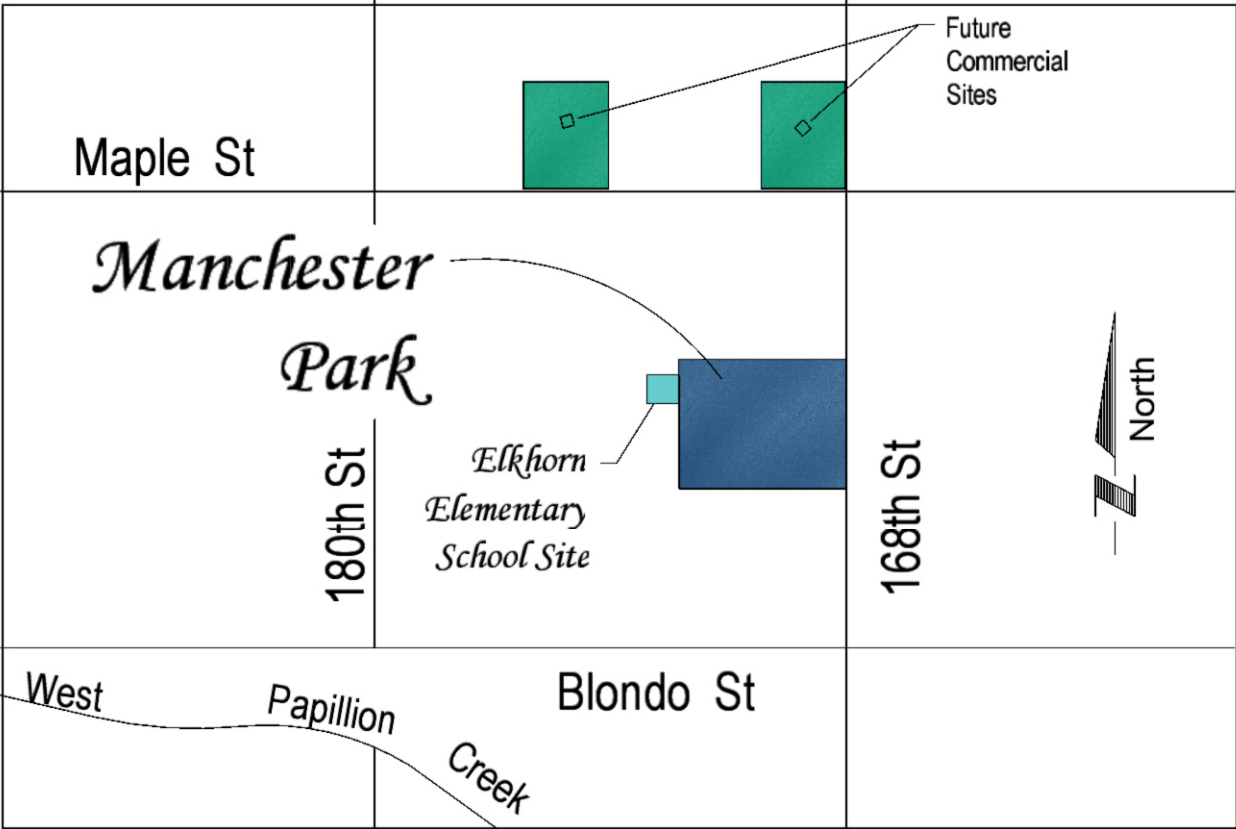 Future
Commercial
Sites
Maple St
Manchester
Park
Elkhorn
Elementary
School Site
180th St
168th St
North
Blondo St
West Papillion Creek